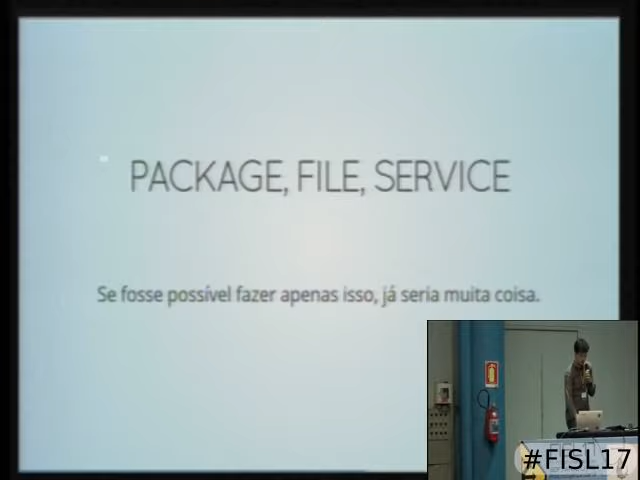 PACKAGE, FILE, SERVICE
Se fosse possível fazer apenas isso, já seria muita coisa.
#FISL17